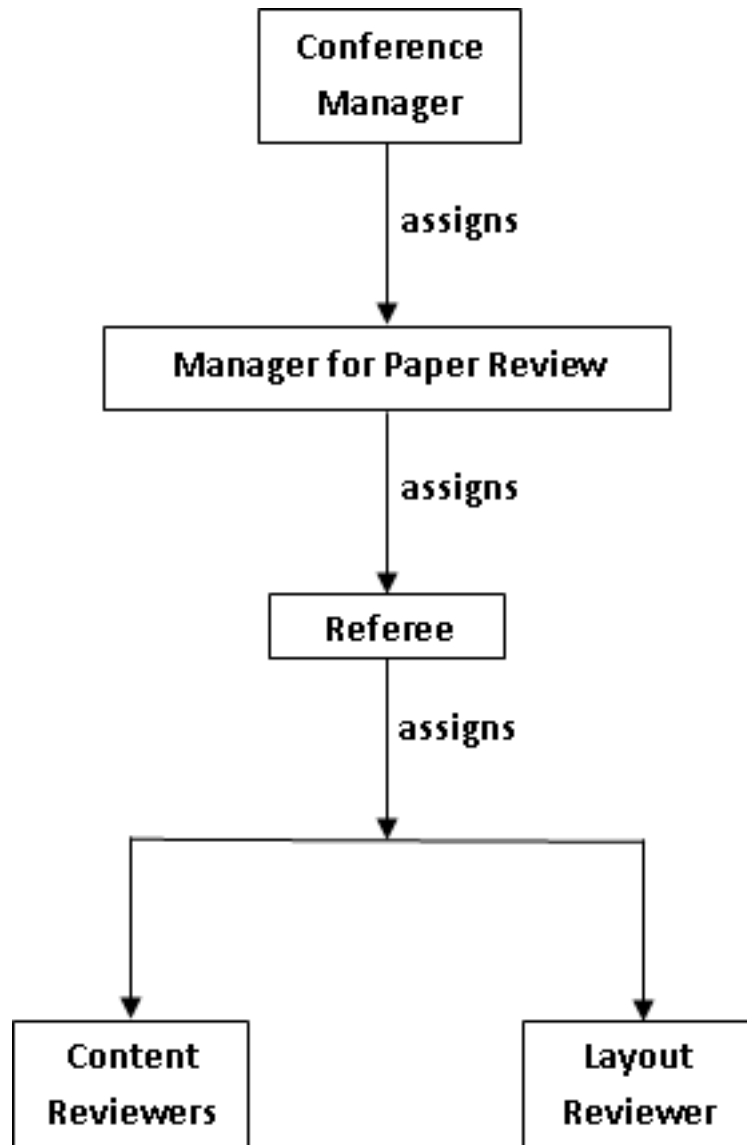 Conference
Manager
assigns
Manager for Paper Review
assigns
Referee
assigns
Content
Reviewers
Layout
Reviewer